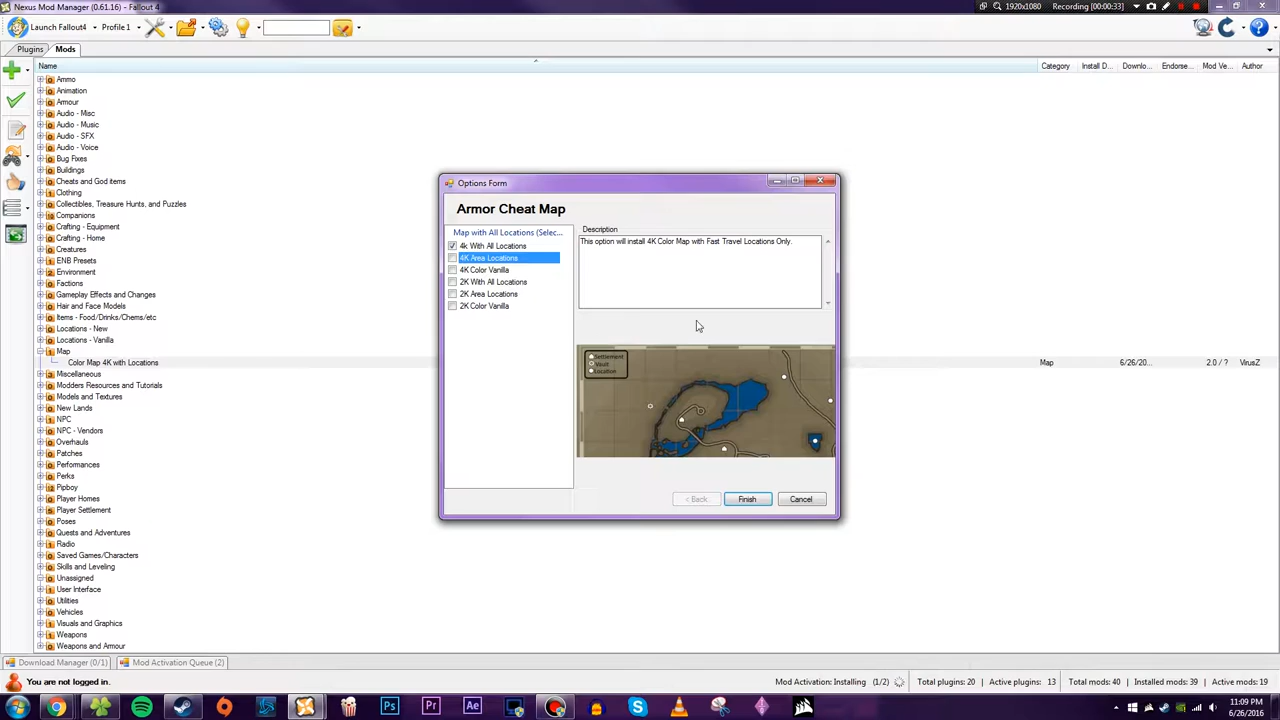 Nexus Mod Manager (0.61.16) - Fallout 4
1920x1080
Recording [00:00:33]
Launch Fallout4
Profile1
Plugins
Mods
Name
Category
Install D...
Downlo...
Endorse...
Mod Ve...
Author
Ammo
Animation
Armour
Audio - Misc
Audio - Music
Audio - SFX
Audio - Voice
Bug Fixes
Buildings
Cheats and God items
Clothing
Collectibles, Treasure Hunts, and Puzzles
Companions
Crafting - Equipment
Crafting - Home
Creatures
ENB Presets
Environment
Factions
Gameplay Effects and Changes
Hair and Face Models
Items - Food/Drinks/Chems/etc
Locations - New
Locations - Vanilla
Map
Color Map 4K with Locations
Map
6/26/20...
2.0 / ?
VirusZ
Miscellaneous
Modders Resources and Tutorials
Models and Textures
New Lands
NPC
NPC - Vendors
Overhauls
Patches
Performances
Perks
Pipboy
Player Homes
Player Settlement
Poses
Quests and Adventures
Radio
Saved Games/Characters
Skills and Leveling
Unassigned
User Interface
Utilities
Vehicles
Visuals and Graphics
Weapons
Weapons and Armour
Options Form
Armor Cheat Map
Map with All Locations (Selec...
4k With All Locations
4K Area Locations
4K Color Vanilla
2K With All Locations
2K Area Locations
2K Color Vanilla
Description
This option will install 4K Color Map with Fast Travel Locations Only.
Settlement
Vault
Location
< Back
Finish
Cancel
Download Manager (0/1)
Mod Activation Queue (2)
You are not logged in.
Mod Activation: Installing (1/2)
Total plugins: 20
Active plugins: 13
Total mods: 40
Installed mods: 39
Active mods: 19
Ps
Pr
Ae
11:09 PM
6/26/2016